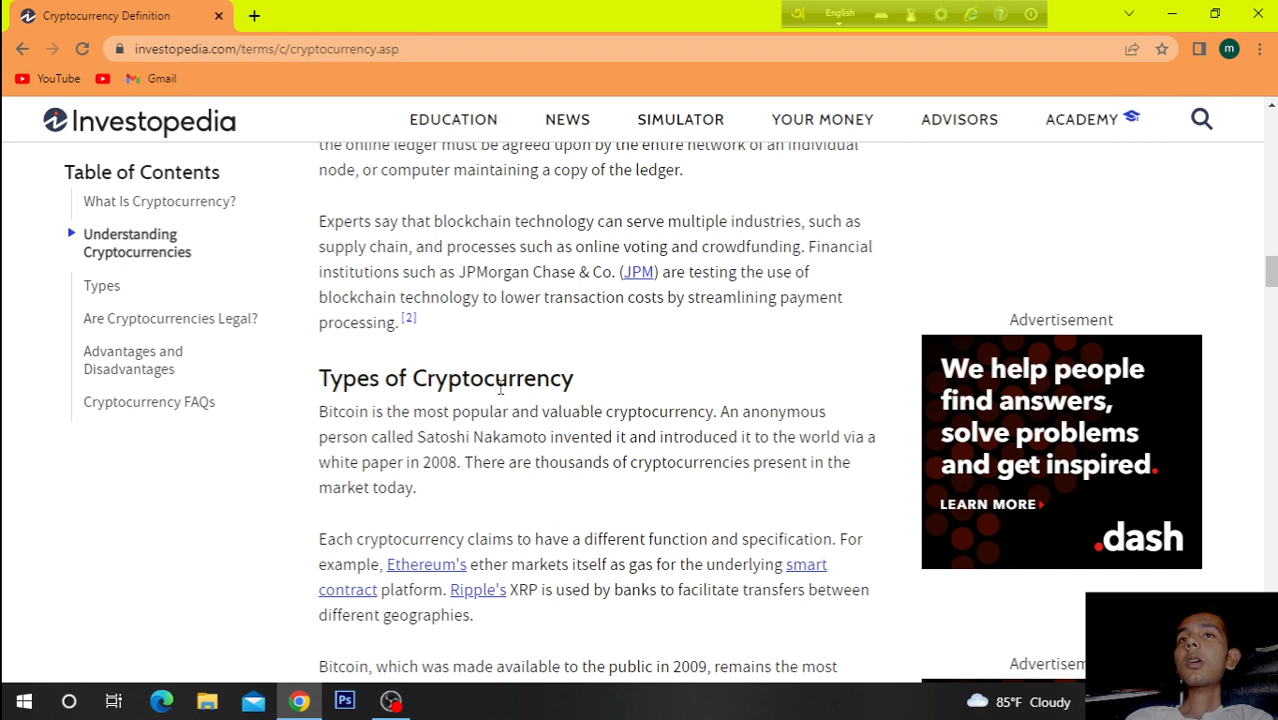 Cryptocurrency Definition
English
investopedia.com/terms/c/cryptocurrency.asp
m
YouTube
Gmail
Investopedia
EDUCATION
NEWS
SIMULATOR
YOUR MONEY
ADVISORS
ACADEMY
Table of Contents
What Is Cryptocurrency?
Understanding
Cryptocurrencies
Types
Are Cryptocurrencies Legal?
Advantages and
Disadvantages
Cryptocurrency FAQs
the online ledger must be agreed upon by the entire network of an individual
node, or computer maintaining a copy of the ledger.
Experts say that blockchain technology can serve multiple industries, such as
supply chain, and processes such as online voting and crowdfunding. Financial
institutions such as JPMorgan Chase & Co. (JPM) are testing the use of
blockchain technology to lower transaction costs by streamlining payment
processing. [2]
Types of Cryptocurrency
Bitcoin is the most popular and valuable cryptocurrency. An anonymous
person called Satoshi Nakamoto invented it and introduced it to the world via a
white paper in 2008. There are thousands of cryptocurrencies present in the
market today.
Each cryptocurrency claims to have a different function and specification. For
example, Ethereum's ether markets itself as gas for the underlying smart
contract platform. Ripple's XRP is used by banks to facilitate transfers between
different geographies.
Bitcoin, which was made available to the public in 2009, remains the most
Advertisement
We help people
find answers,
solve problems
and get inspired.
LEARN MORE
.dash
Advertisem
Ps
85°F Cloudy